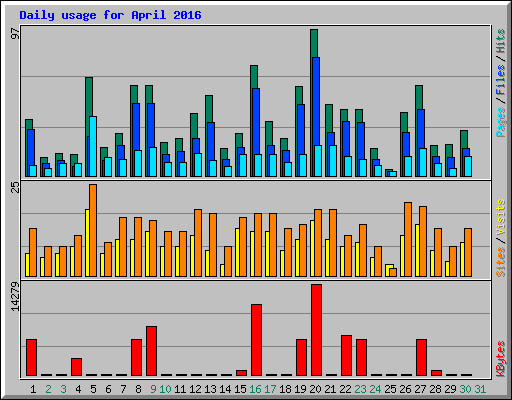 Daily usage for April 2016
97
Pages / Files / Hits
25
Sites / Visits
14279
KBytes
1 2 3 4 5 6 7 8 9 10 11 12 13 14 15 16 17 18 19 20 21 22 23 24 25 26 27 28 29 30 31